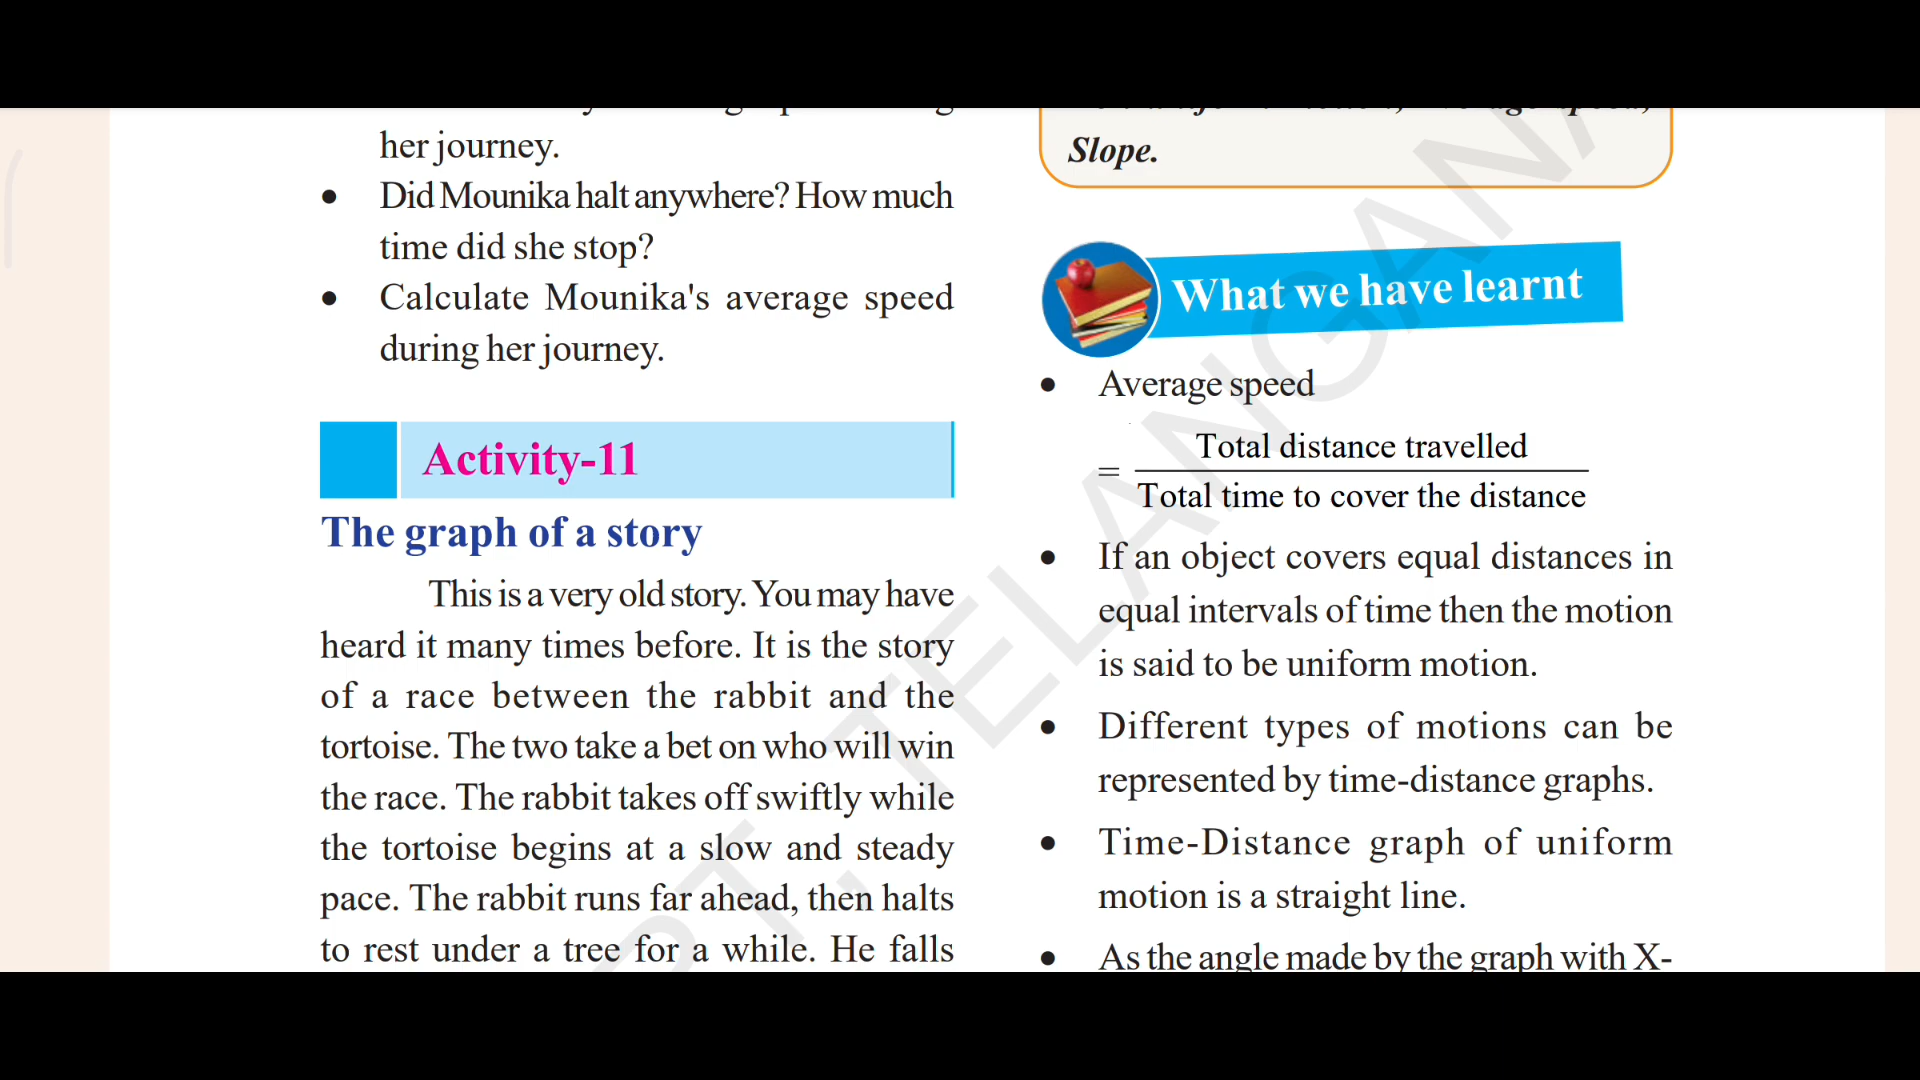 her journey.
• Did Mounika halt anywhere? How much
time did she stop?
• Calculate Mounika's average speed
during her journey.
Activity-11
The graph of a story
This is a very old story. You may have
heard it many times before. It is the story
of a race between the rabbit and the
tortoise. The two take a bet on who will win
the race. The rabbit takes off swiftly while
the tortoise begins at a slow and steady
pace. The rabbit runs far ahead, then halts
to rest under a tree for a while. He falls
Slope.
What we have learnt
• Average speed
= Total distance travelled
Total time to cover the distance
• If an object covers equal distances in
equal intervals of time then the motion
is said to be uniform motion.
• Different types of motions can be
represented by time-distance graphs.
• Time-Distance graph of uniform
motion is a straight line.
• As the angle made by the graph with X-
PT. TELANGANA